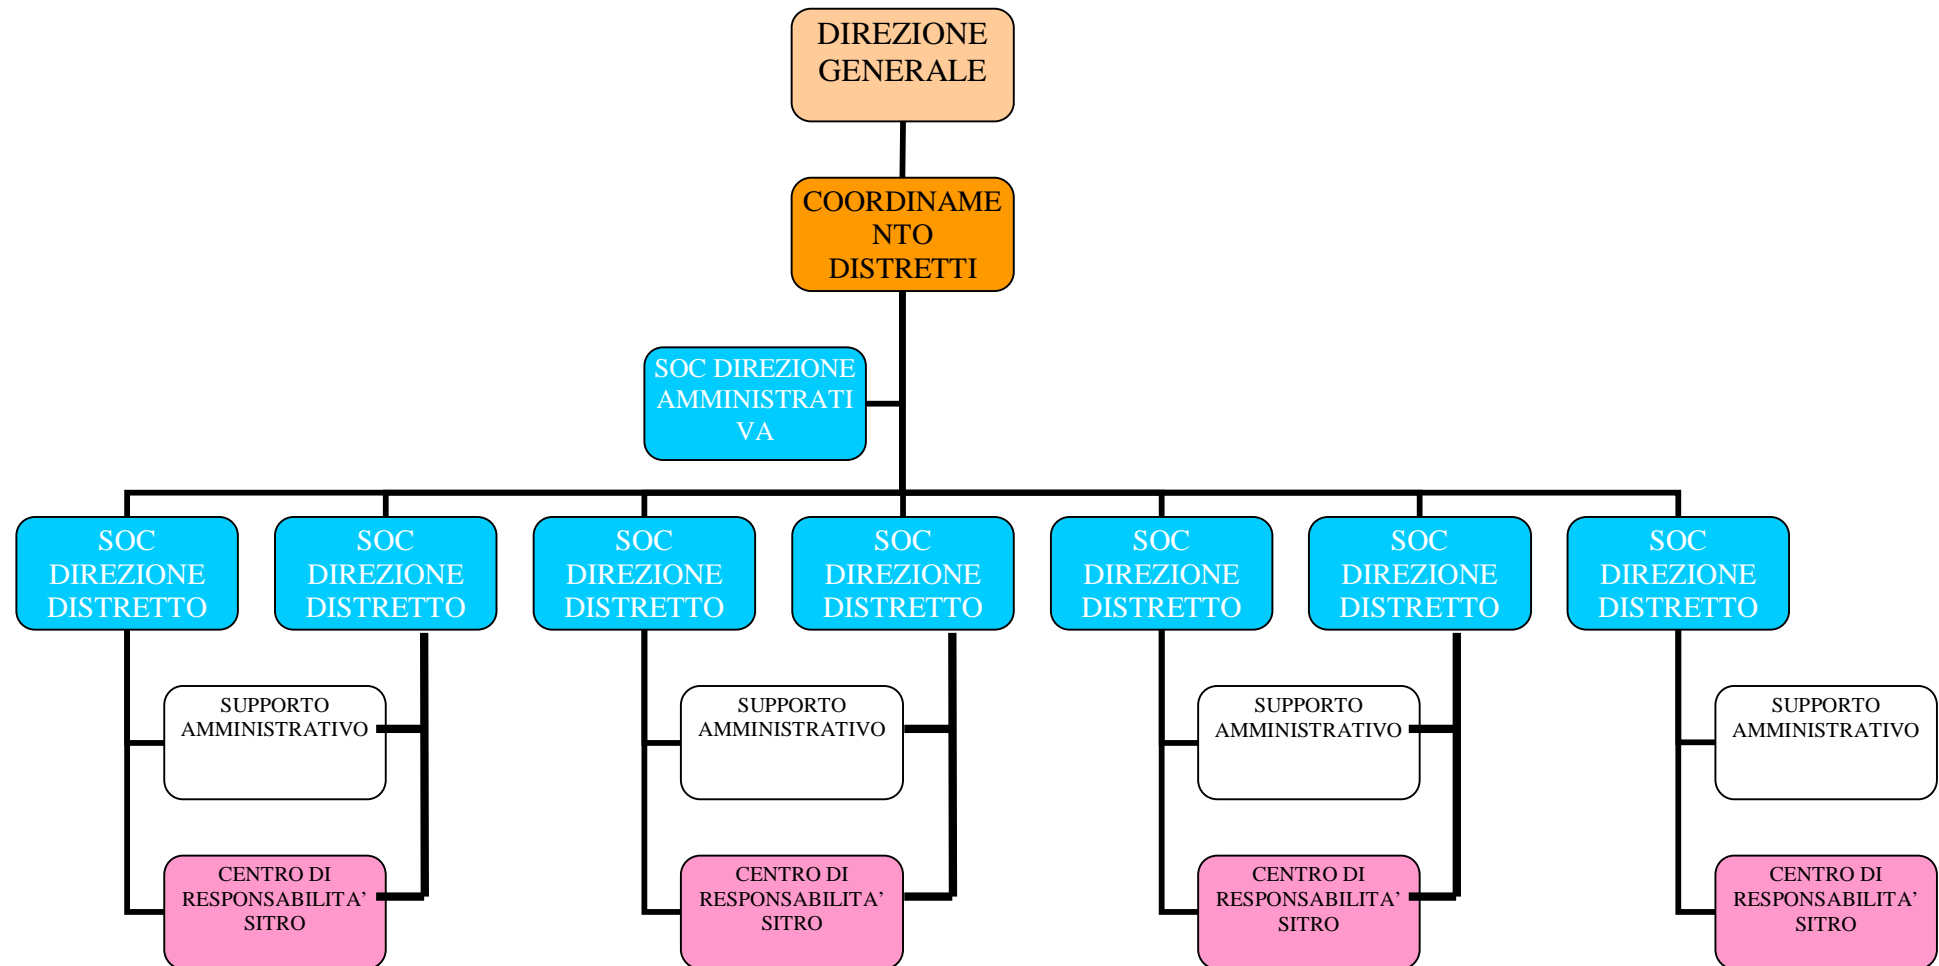 DIREZIONE
GENERALE
COORDINAME
NTO
DISTRETTI
SOC DIREZIONE
AMMINISTRATI
VA
SOC
DIREZIONE
DISTRETTO
SOC
DIREZIONE
DISTRETTO
SOC
DIREZIONE
DISTRETTO
SOC
DIREZIONE
DISTRETTO
SOC
DIREZIONE
DISTRETTO
SOC
DIREZIONE
DISTRETTO
SOC
DIREZIONE
DISTRETTO
SUPPORTO
AMMINISTRATIVO
SUPPORTO
AMMINISTRATIVO
SUPPORTO
AMMINISTRATIVO
SUPPORTO
AMMINISTRATIVO
CENTRO DI
RESPONSABILITA’
SITRO
CENTRO DI
RESPONSABILITA’
SITRO
CENTRO DI
RESPONSABILITA’
SITRO
CENTRO DI
RESPONSABILITA’
SITRO